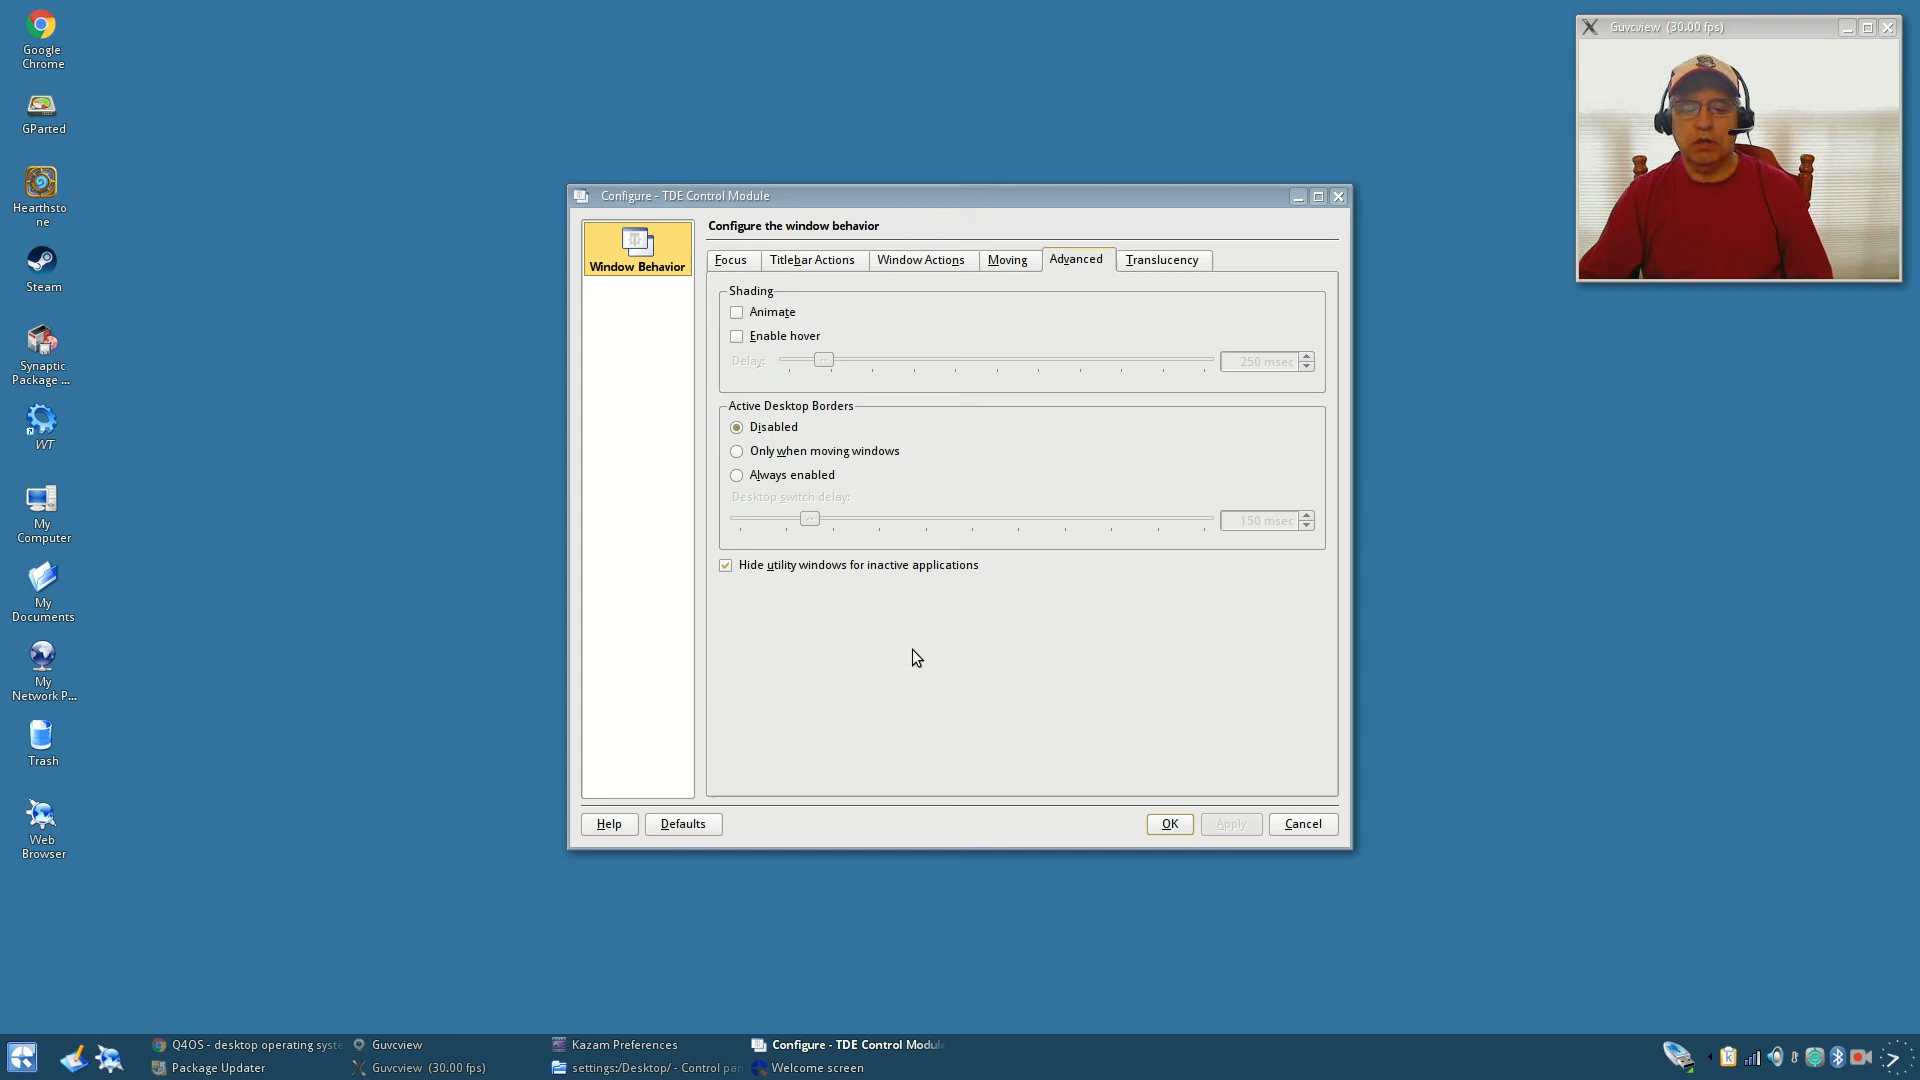 Google
Chrome
GParted
Hearthsto
ne
Steam
Synaptic
Package ...
WT
My
Computer
My
Documents
My
Network P...
Trash
Web
Browser
Guvcview (30.00 fps)
Configure - TDE Control Module
Window Behavior
Configure the window behavior
Focus
Titlebar Actions
Window Actions
Moving
Advanced
Translucency
Shading
Animate
Enable hover
Delay:
250 msec
Active Desktop Borders
Disabled
Only when moving windows
Always enabled
Desktop switch delay:
150 msec
Hide utility windows for inactive applications
Help
Defaults
OK
Apply
Cancel
Q4OS - desktop operating syste
Guvcview
Kazam Preferences
Configure - TDE Control Module
Package Updater
Guvcview (30.00 fps)
settings:/Desktop/ - Control pan
Welcome screen